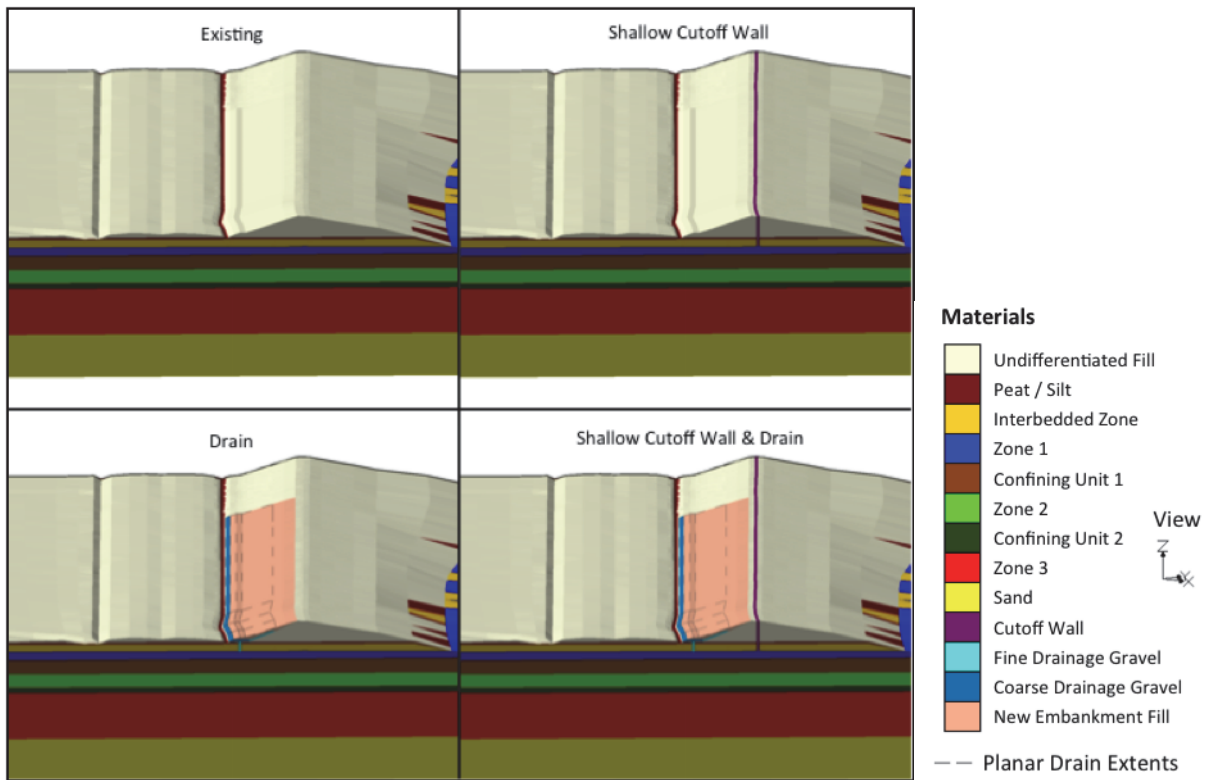 Existing
Shallow Cutoff Wall
Drain
Shallow Cutoff Wall & Drain
Materials
Undifferentiated Fill
Peat / Silt
Interbedded Zone
Zone 1
Confining Unit 1
Zone 2
Confining Unit 2
Zone 3
Sand
Cutoff Wall
Fine Drainage Gravel
Coarse Drainage Gravel
New Embankment Fill
Planar Drain Extents
View
Z
X